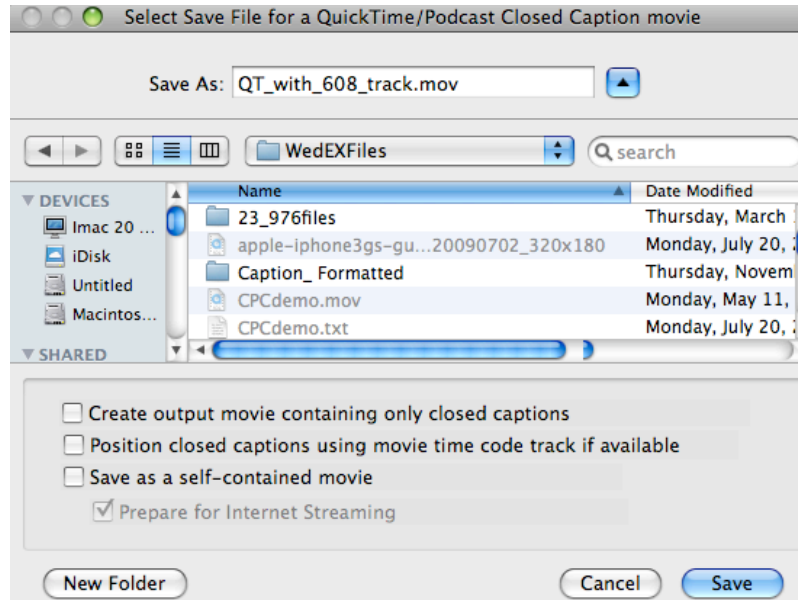 Select Save File for a QuickTime/Podcast Closed Caption movie
Save As: QT_with_608_track.mov
WedEXFiles
search
Name
Date Modified
▼ DEVICES
Imac 20 ...
iDisk
Untitled
Macintos...
▼ SHARED
23_976files
Thursday, March
apple-iphone3gs-gu...20090702_320x180
Monday, July 20,
Caption_ Formatted
Thursday, Novem
CPCdemo.mov
Monday, May 11,
CPCdemo.txt
Monday, July 20,
Create output movie containing only closed captions
Position closed captions using movie time code track if available
Save as a self-contained movie
Prepare for Internet Streaming
New Folder
Cancel
Save